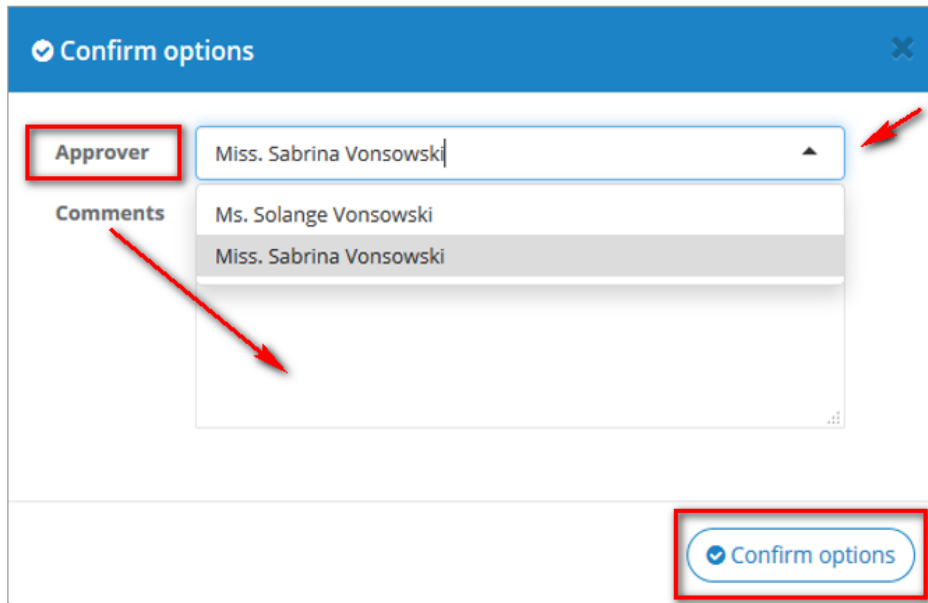 Confirm options
Approver
Miss. Sabrina Vonsowski
Comments
Ms. Solange Vonsowski
Miss. Sabrina Vonsowski
Confirm options